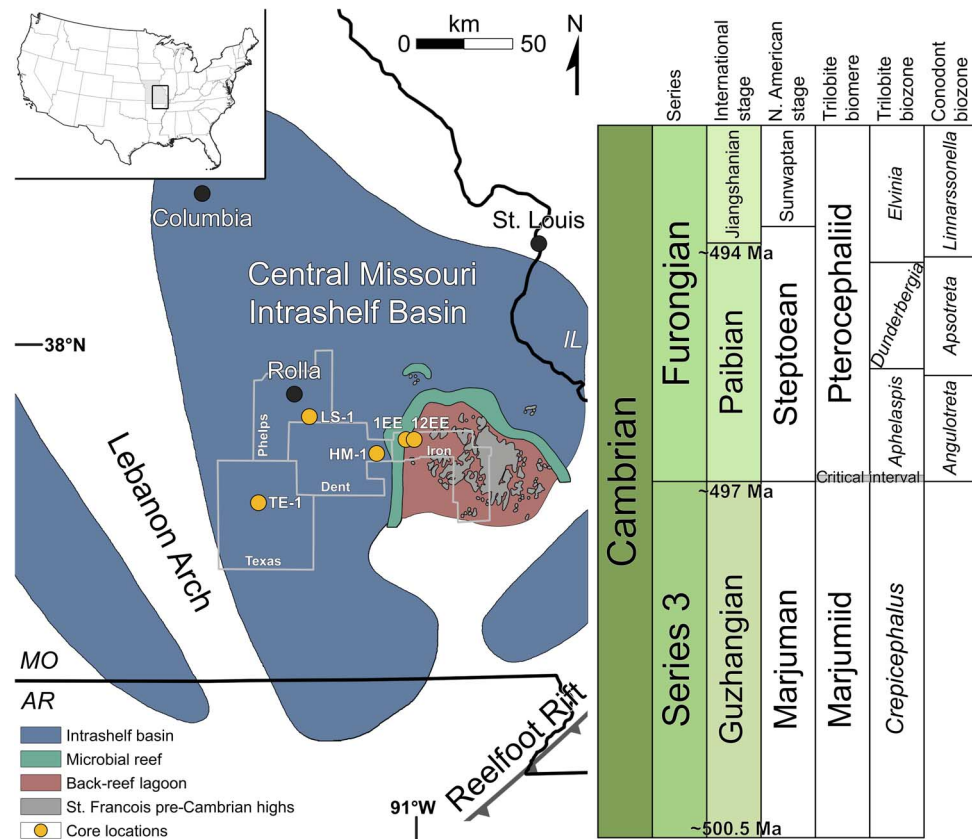 km
0
50
N
Columbia
St. Louis
Central Missouri
Intrashelf Basin
38°N
IL
Rolla
Phelps
LS-1
1EE
12EE
HM-1
Iron
Dent
TE-1
Texas
Lebanon Arch
MO
AR
Reelfoot Rift
91°W
Intrashelf basin
Microbial reef
Back-reef lagoon
St. Francois pre-Cambrian highs
Core locations
Series
International
stage
N. American
stage
Trilobite
biomere
Trilobite
biozone
Conodont
biozone
Cambrian
Furongian
Series 3
Jiangshanian
~494 Ma
Paibian
~497 Ma
Guzhangian
~500.5 Ma
Sunwaptan
Steptoean
Marjuman
Pterocephaliid
Critical interval
Marjumiid
Elvinia
Dunderbergia
Aphelaspis
Crepicephalus
Linnarssonella
Apsotreta
Angulotreta